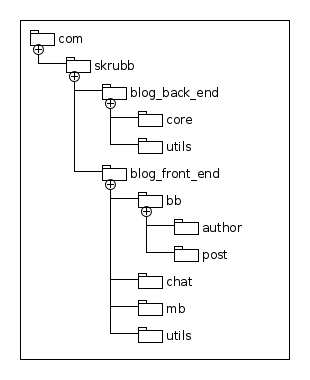 com
skrubb
blog_back_end
core
utils
blog_front_end
bb
author
post
chat
mb
utils